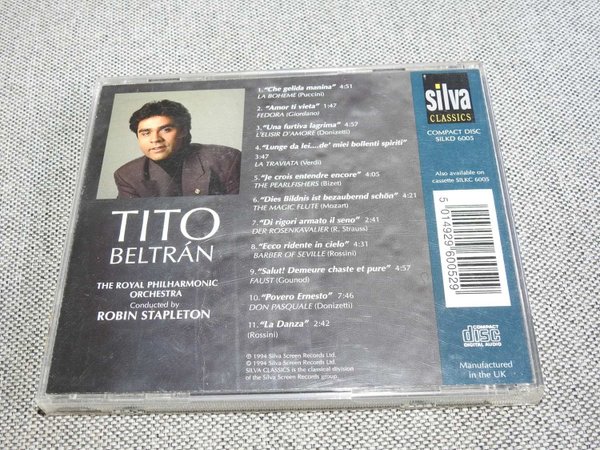 1. "Che gelida manina" 4:51
LA BOHEME (Puccini)
2. "Amor ti vieta" 1:47
FEDORA (Giordano)
3. "Una furtiva lagrima" 4:57
L'ELISIR D'AMORE (Donizetti)
4. "Lunge da lei....de' miei bollenti spiriti"
3:47
LA TRAVIATA (Verdi)
5. "Je crois entendre encore" 4:05
THE PEARLFISHERS (Bizet)
6. "Dies Bildnis ist bezaubernd schön" 4:21
THE MAGIC FLUTE (Mozart)
7. "Di rigori armato il seno" 2:41
DER ROSENKAVALIER (R. Strauss)
8. "Ecco ridente in cielo" 4:31
BARBER OF SEVILLE (Rossini)
9. "Salut! Demeure chaste et pure" 4:57
FAUST (Gounod)
10. "Povero Ernesto" 7:46
DON PASQUALE (Donizetti)
11. "La Danza" 2:42
(Rossini)
℗ 1994 Silva Screen Records Ltd.
© 1994 Silva Screen Records Ltd.
SILVA CLASSICS is the classical division
of the Silva Screen Records group.
TITO
BELTRÁN
THE ROYAL PHILHARMONIC
ORCHESTRA
Conducted by
ROBIN STAPLETON
silva
CLASSICS
COMPACT DISC
SILKD 6005
Also available on
cassette SILKC 6005
5 014929 600529
COMPACT
disc
DIGITAL AUDIO
Manufactured
in the UK